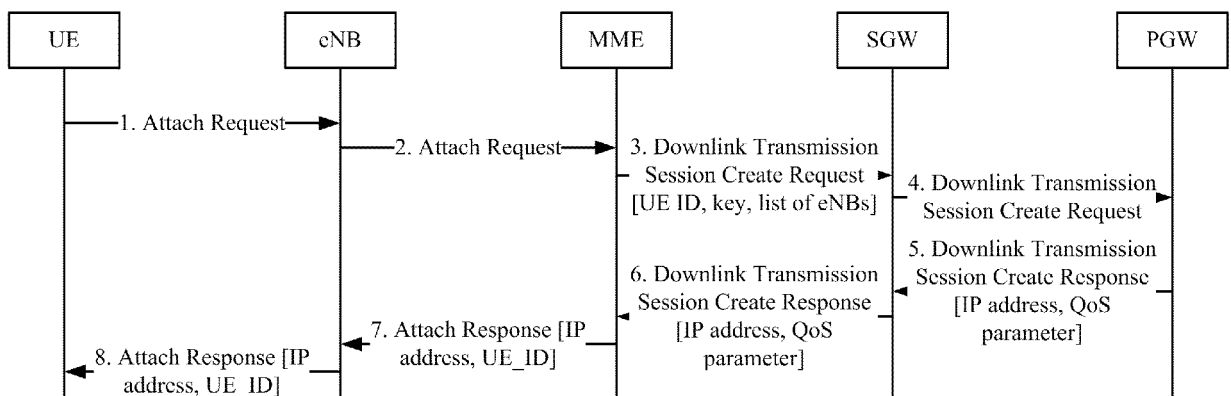 UE
eNB
MME
SGW
PGW
1. Attach Request
2. Attach Request
3. Downlink Transmission
Session Create Request
[UE ID, key, list of eNBs]
4. Downlink Transmission
Session Create Request
5. Downlink Transmission
Session Create Response
[IP address, QoS
parameter]
6. Downlink Transmission
Session Create Response
[IP address, QoS
parameter]
7. Attach Response [IP
address, UE_ID]
8. Attach Response [IP
address, UE_ID]